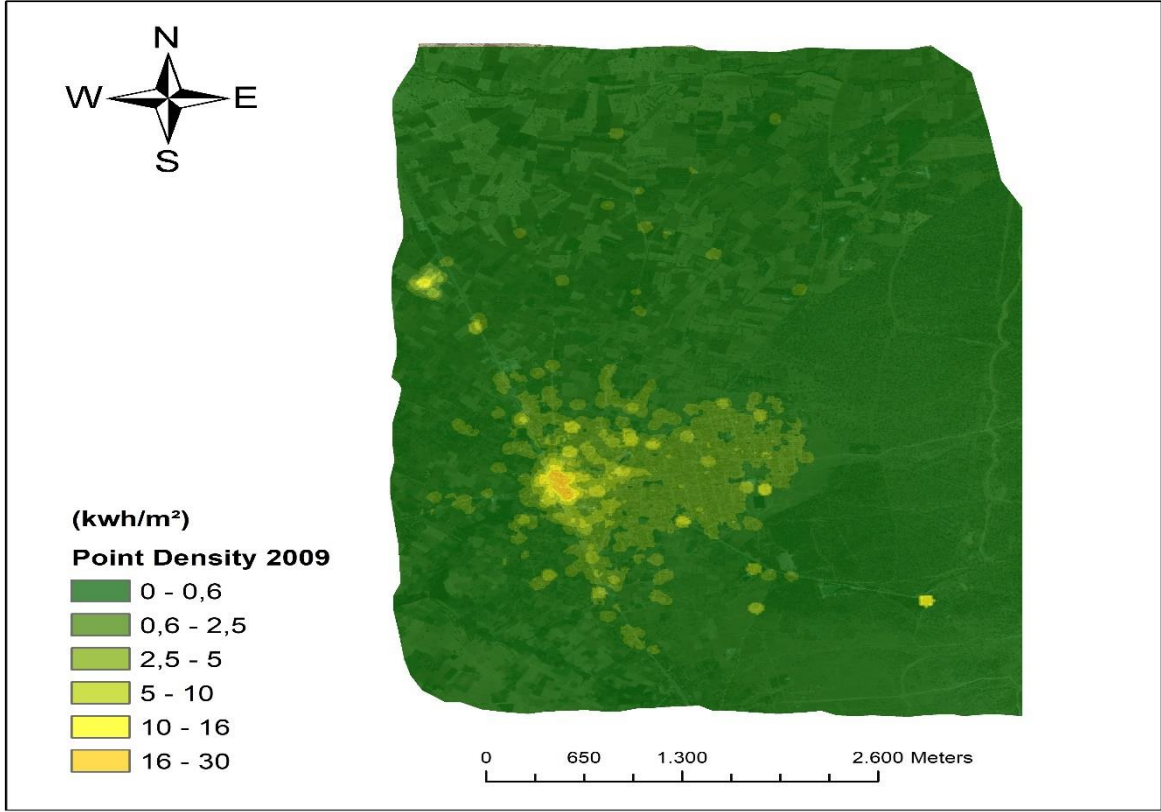 N
W E
S
(kwh/m²)
Point Density 2009
0 - 0,6
0,6 - 2,5
2,5 - 5
5 - 10
10 - 16
16 - 30
0 650 1.300 2.600 Meters